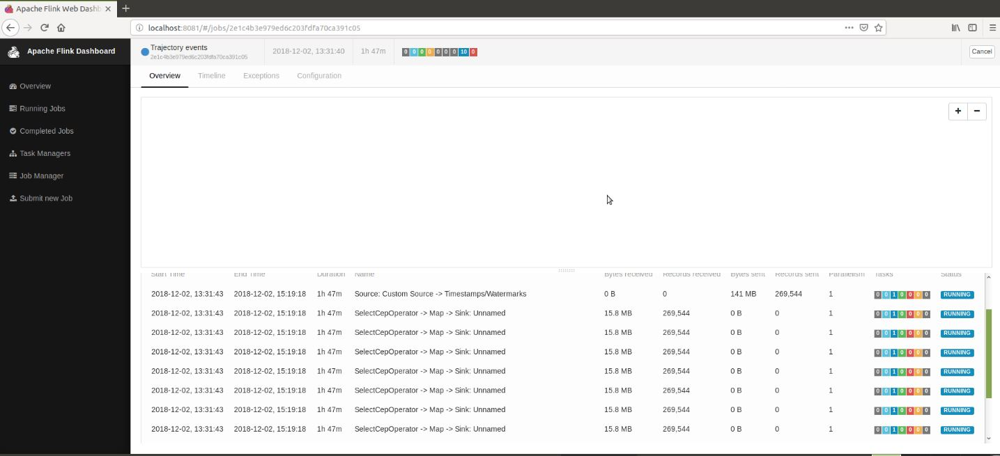 Apache Flink Web Dashb
localhost:8081/#/jobs/2e1c4b3e979ed6c203fdfa70ca391c05
Apache Flink Dashboard
Overview
Running Jobs
Completed Jobs
Task Managers
Job Manager
Submit new Job
Trajectory events
2e1c4b3e979ed6c203fdfa70ca391c05
2018-12-02, 13:31:40 1h 47m 0 0 0 0 0 0 0 10 0 Cancel
Overview Timeline Exceptions Configuration
+ −
Start Time End Time Duration Name Bytes received Records received Bytes sent Records sent Parallelism Tasks Status
2018-12-02, 13:31:43 2018-12-02, 15:19:18 1h 47m Source: Custom Source -> Timestamps/Watermarks 0 B 0 141 MB 269,544 1 0 0 1 0 0 0 0 RUNNING
2018-12-02, 13:31:43 2018-12-02, 15:19:18 1h 47m SelectCepOperator -> Map -> Sink: Unnamed 15.8 MB 269,544 0 B 0 1 0 0 1 0 0 0 0 RUNNING
2018-12-02, 13:31:43 2018-12-02, 15:19:18 1h 47m SelectCepOperator -> Map -> Sink: Unnamed 15.8 MB 269,544 0 B 0 1 0 0 1 0 0 0 0 RUNNING
2018-12-02, 13:31:43 2018-12-02, 15:19:18 1h 47m SelectCepOperator -> Map -> Sink: Unnamed 15.8 MB 269,544 0 B 0 1 0 0 1 0 0 0 0 RUNNING
2018-12-02, 13:31:43 2018-12-02, 15:19:18 1h 47m SelectCepOperator -> Map -> Sink: Unnamed 15.8 MB 269,544 0 B 0 1 0 0 1 0 0 0 0 RUNNING
2018-12-02, 13:31:43 2018-12-02, 15:19:18 1h 47m SelectCepOperator -> Map -> Sink: Unnamed 15.8 MB 269,544 0 B 0 1 0 0 1 0 0 0 0 RUNNING
2018-12-02, 13:31:43 2018-12-02, 15:19:18 1h 47m SelectCepOperator -> Map -> Sink: Unnamed 15.8 MB 269,544 0 B 0 1 0 0 1 0 0 0 0 RUNNING
2018-12-02, 13:31:43 2018-12-02, 15:19:18 1h 47m SelectCepOperator -> Map -> Sink: Unnamed 15.8 MB 269,544 0 B 0 1 0 0 1 0 0 0 0 RUNNING